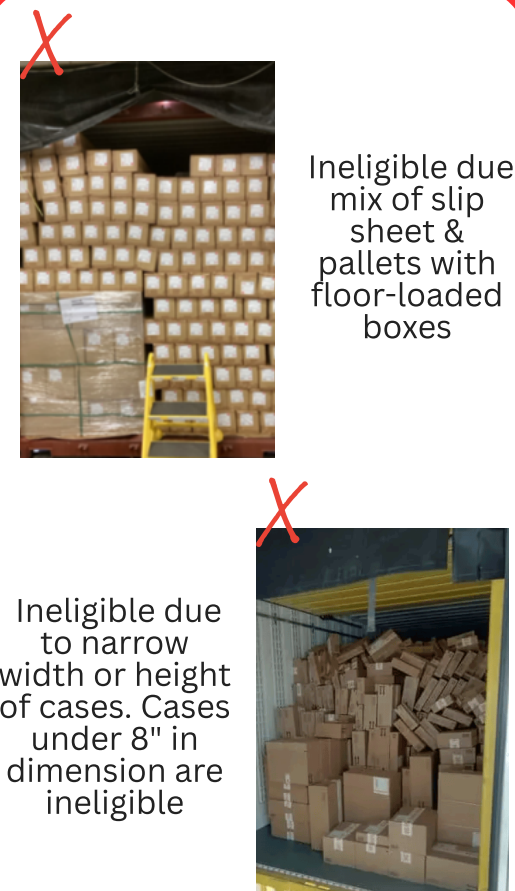 Ineligible due
mix of slip
sheet &
pallets with
floor-loaded
boxes
Ineligible due
to narrow
width or height
of cases. Cases
under 8" in
dimension are
ineligible